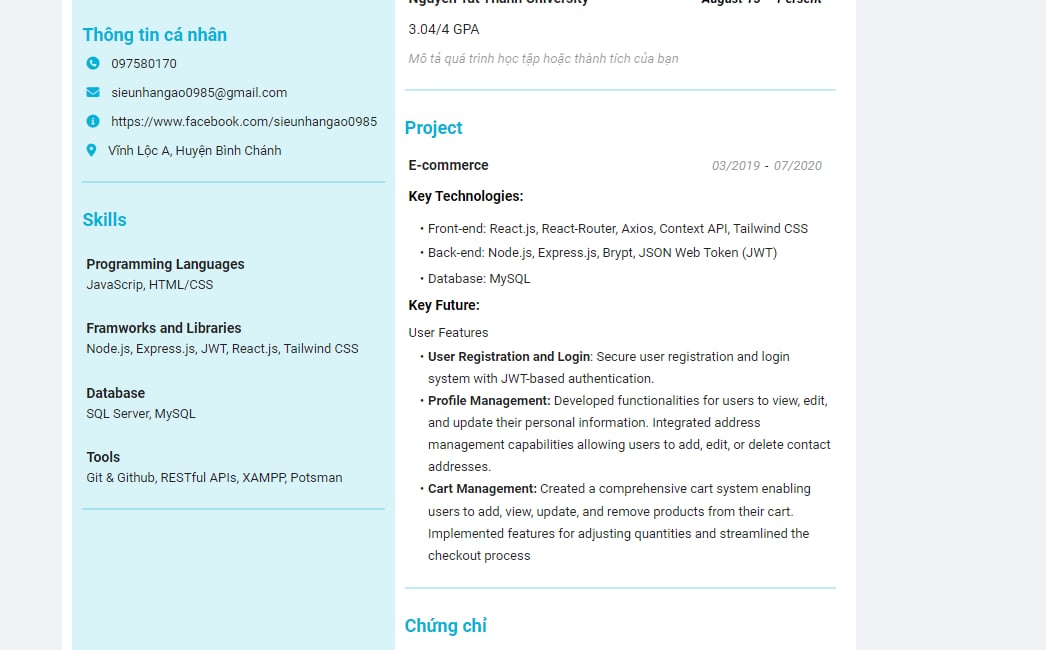 Thông tin cá nhân
097580170
sieunhangao0985@gmail.com
https://www.facebook.com/sieunhangao0985
Vĩnh Lộc A, Huyện Bình Chánh
Skills
Programming Languages
JavaScrip, HTML/CSS
Framworks and Libraries
Node.js, Express.js, JWT, React.js, Tailwind CSS
Database
SQL Server, MySQL
Tools
Git & Github, RESTful APIs, XAMPP, Potsman
Nguyen Tat Thanh University August 15 - Persent
3.04/4 GPA
Mô tả quá trình học tập hoặc thành tích của bạn
Project
E-commerce 03/2019 - 07/2020
Key Technologies:
• Front-end: React.js, React-Router, Axios, Context API, Tailwind CSS
• Back-end: Node.js, Express.js, Brypt, JSON Web Token (JWT)
• Database: MySQL
Key Future:
User Features
• User Registration and Login: Secure user registration and login
system with JWT-based authentication.
• Profile Management: Developed functionalities for users to view, edit,
and update their personal information. Integrated address
management capabilities allowing users to add, edit, or delete contact
addresses.
• Cart Management: Created a comprehensive cart system enabling
users to add, view, update, and remove products from their cart.
Implemented features for adjusting quantities and streamlined the
checkout process
Chứng chỉ